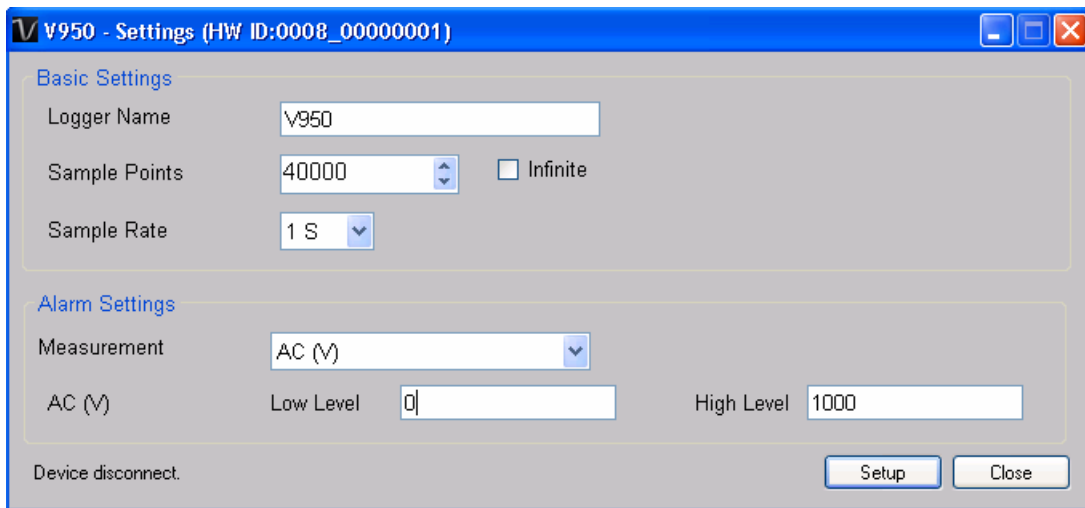 V950 - Settings (HW ID:0008_00000001)
Basic Settings
Logger Name V950
Sample Points 40000 Infinite
Sample Rate 1 S
Alarm Settings
Measurement AC (V)
AC (V) Low Level 0 High Level 1000
Device disconnect. Setup Close